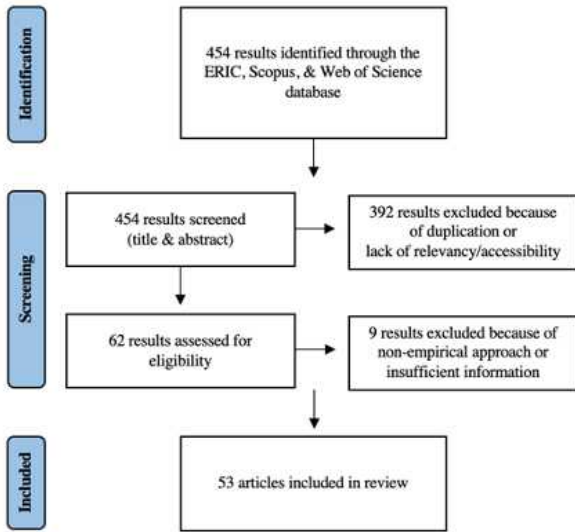 Identification
454 results identified through the
ERIC, Scopus, & Web of Science
database
Screening
454 results screened
(title & abstract)
392 results excluded because
of duplication or
lack of relevancy/accessibility
62 results assessed for
eligibility
9 results excluded because of
non-empirical approach or
insufficient information
Included
53 articles included in review